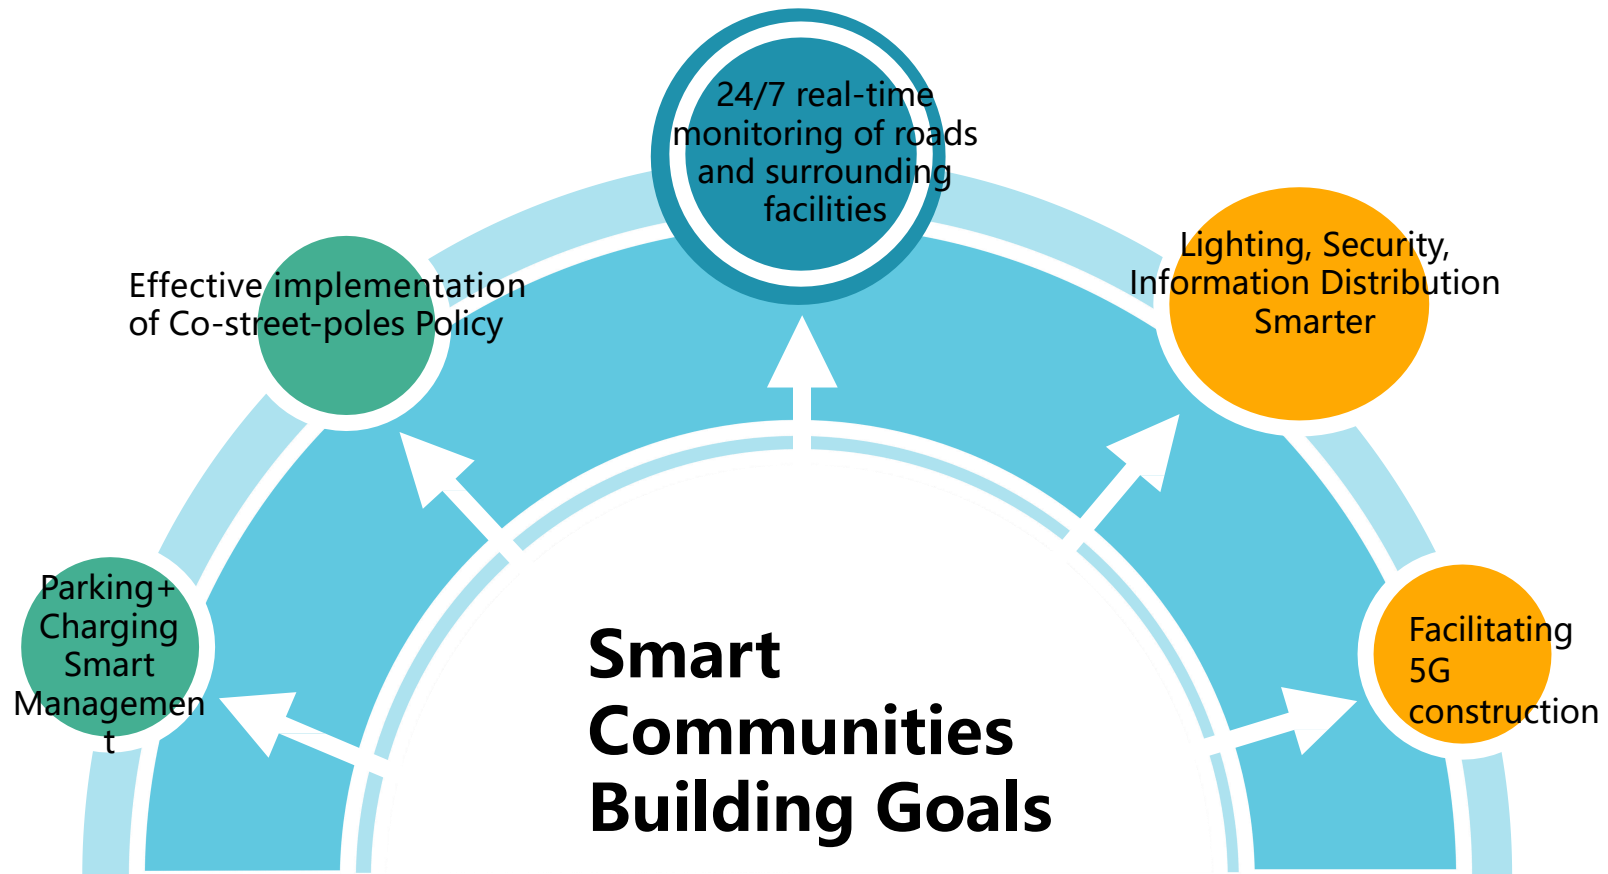 24/7 real-time
monitoring of roads
and surrounding
facilities
Effective implementation
of Co-street-poles Policy
Lighting, Security,
Information Distribution
Smarter
Parking+
Charging
Smart
Managemen
t
Facilitating
5G
construction
Smart
Communities
Building Goals